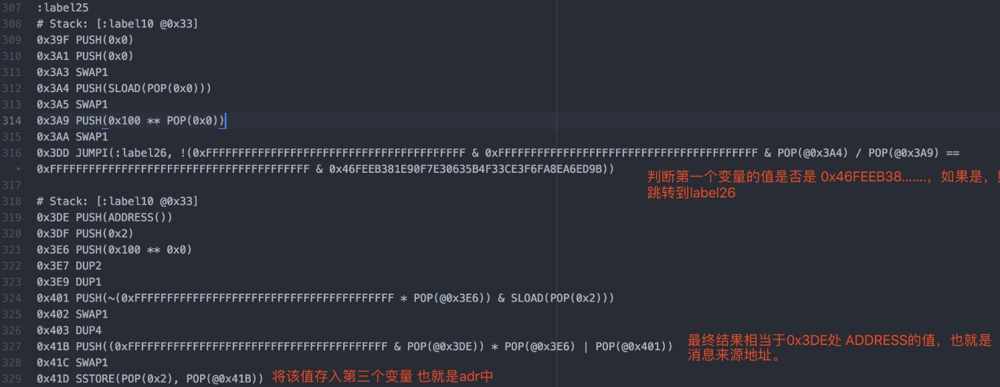 307 :label25
308 # Stack: [:label10 @0x33]
309 0x39F PUSH(0x0)
310 0x3A1 PUSH(0x0)
311 0x3A3 SWAP1
312 0x3A4 PUSH(SLOAD(POP(0x0)))
313 0x3A5 SWAP1
314 0x3A9 PUSH(0x100 ** POP(0x0))
315 0x3AA SWAP1
316 0x3DD JUMPI(:label26, !(0xFFFFFFFFFFFFFFFFFFFFFFFFFFFFFFFFFFFFFFFF & 0xFFFFFFFFFFFFFFFFFFFFFFFFFFFFFFFFFFFFFFFF & POP(@0x3A4) / POP(@0x3A9) ==
• 0xFFFFFFFFFFFFFFFFFFFFFFFFFFFFFFFFFFFFFFFF & 0x46FEEB381E90F7E30635B4F33CE3F6FA8EA6ED9B))
判断第一个变量的值是否是 0x46FEEB38......., 如果是,
317 跳转到label26
318 # Stack: [:label10 @0x33]
319 0x3DE PUSH(ADDRESS())
320 0x3DF PUSH(0x2)
321 0x3E6 PUSH(0x100 ** 0x0)
322 0x3E7 DUP2
323 0x3E9 DUP1
324 0x401 PUSH(~(0xFFFFFFFFFFFFFFFFFFFFFFFFFFFFFFFFFFFFFFFF * POP(@0x3E6)) & SLOAD(POP(0x2)))
325 0x402 SWAP1
326 0x403 DUP4
327 0x41B PUSH((0xFFFFFFFFFFFFFFFFFFFFFFFFFFFFFFFFFFFFFFFF & POP(@0x3DE)) * POP(@0x3E6) | POP(@0x401))
最终结果相当于0x3DE处 ADDRESS的值，也就是
消息来源地址。
328 0x41C SWAP1
329 0x41D SSTORE(POP(0x2), POP(@0x41B)) 将该值存入第三个变量 也就是adr中